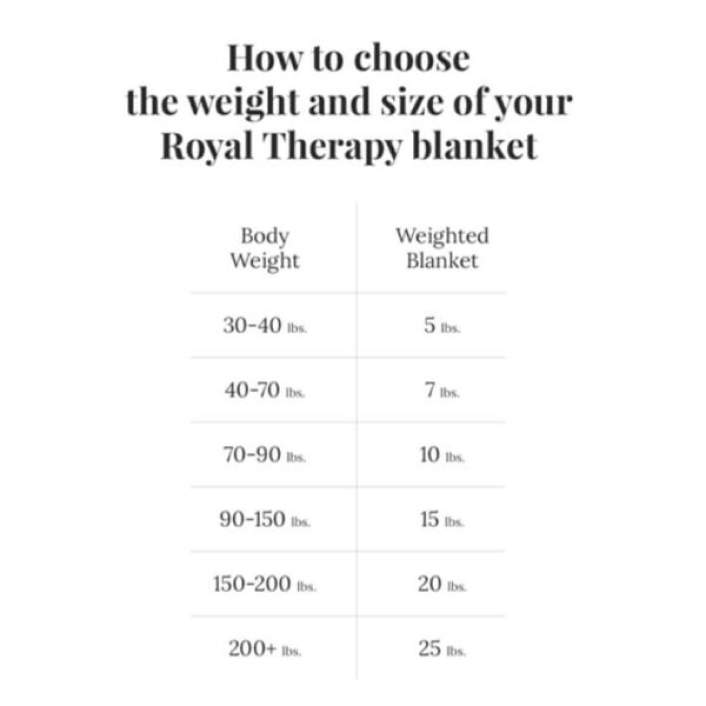 How to choose
the weight and size of your
Royal Therapy blanket
Body Weighted
Weight Blanket
30-40 lbs. 5 lbs.
40-70 lbs. 7 lbs.
70-90 lbs. 10 lbs.
90-150 lbs. 15 lbs.
150-200 lbs. 20 lbs.
200+ lbs. 25 lbs.